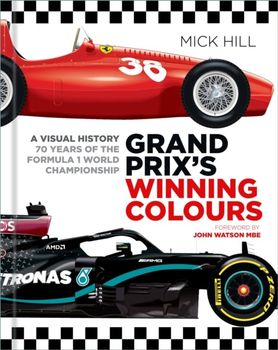 MICK HILL
38
A VISUAL HISTORY
70 YEARS OF THE
FORMULA 1 WORLD
CHAMPIONSHIP
GRAND
PRIX'S
WINNING
COLOURS
FOREWORD BY
JOHN WATSON MBE
AMD
AMG
TRONAS